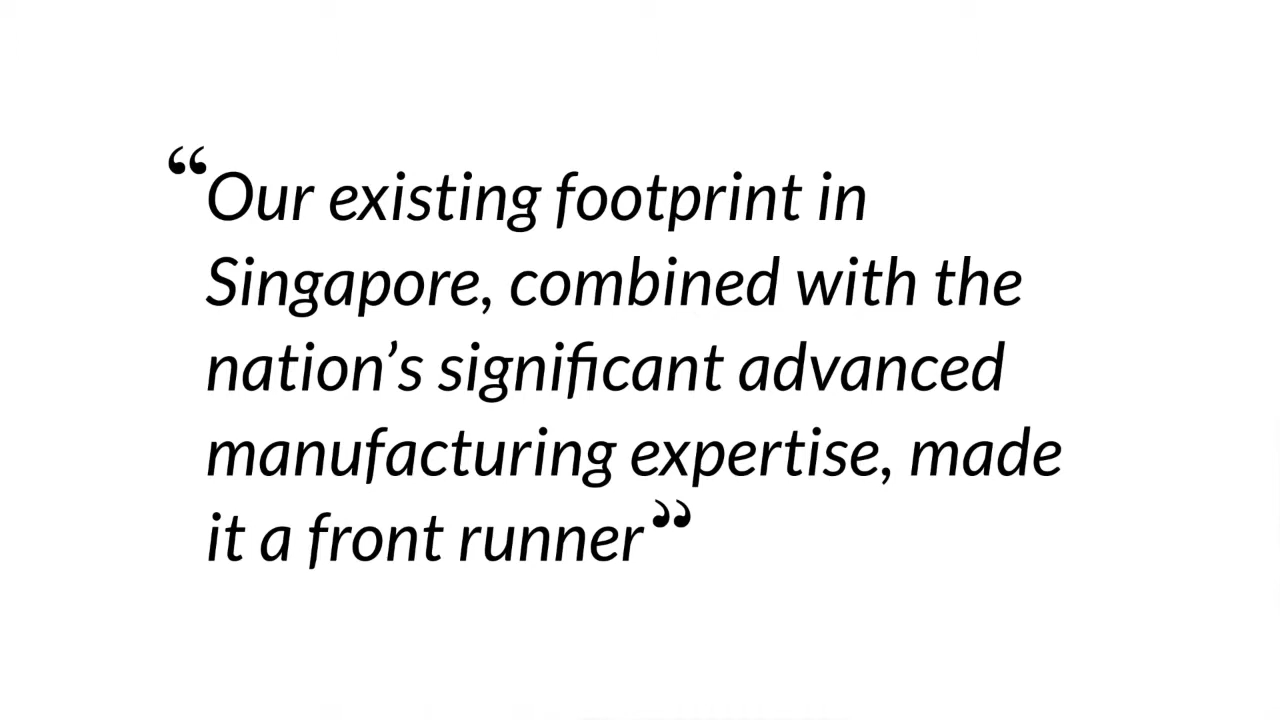 “Our existing footprint in
Singapore, combined with the
nation’s significant advanced
manufacturing expertise, made
it a front runner”